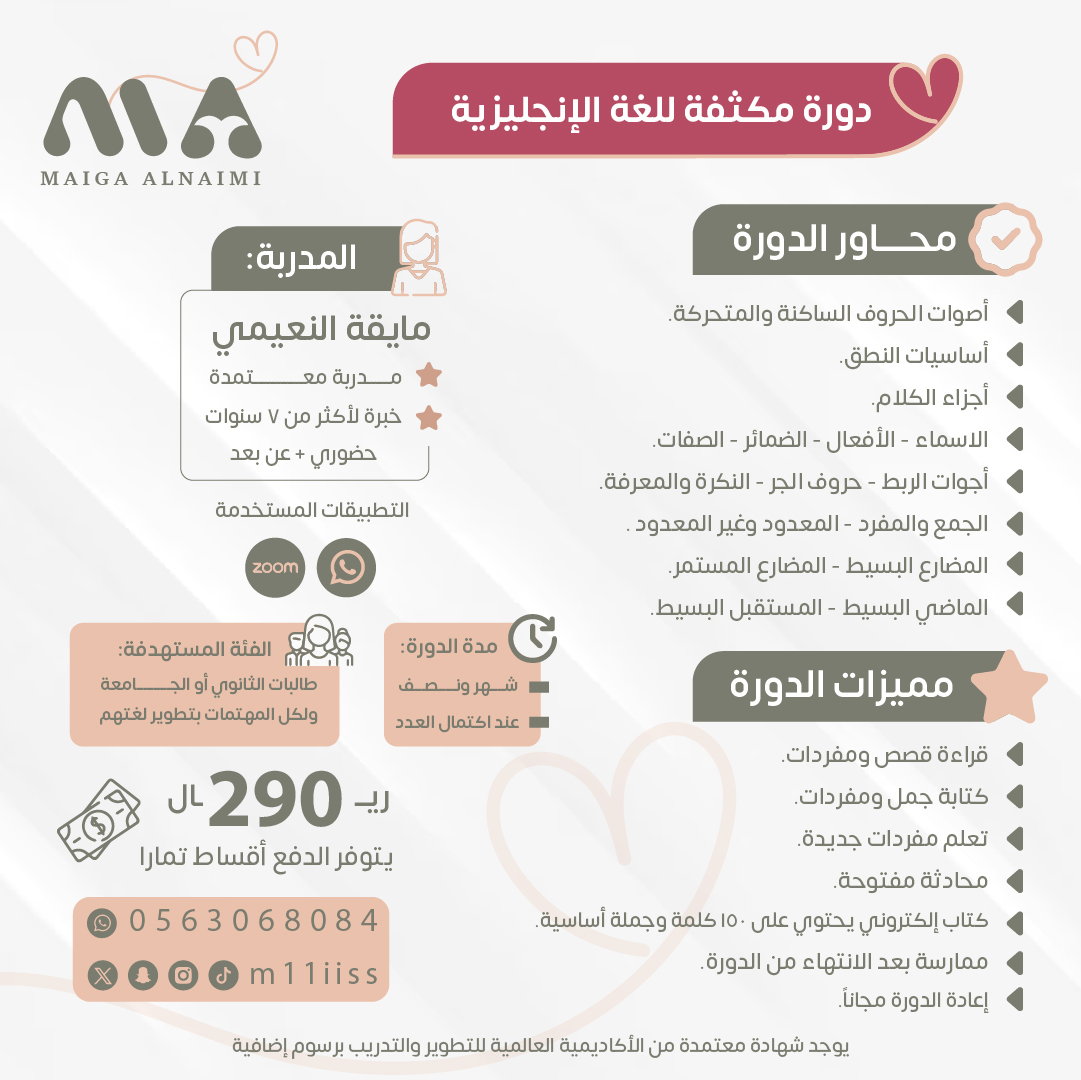 MA
MAIGA ALNAIMI
دورة مكثفة للغة الإنجليزية
محـــاور الدورة
أصوات الحروف الساكنة والمتحركة.
أساسيات النطق.
أجزاء الكلام.
الاسماء - الأفعال - الضمائر - الصفات.
أجوات الربط - حروف الجر - النكرة والمعرفة.
الجمع والمفرد - المعدود وغير المعدود .
المضارع البسيط - المضارع المستمر.
الماضي البسيط - المستقبل البسيط.
مميزات الدورة
قراءة قصص ومفردات.
كتابة جمل ومفردات.
تعلم مفردات جديدة.
محادثة مفتوحة.
كتاب إلكتروني يحتوي على ١٥٠ كلمة وجملة أساسية.
ممارسة بعد الانتهاء من الدورة.
إعادة الدورة مجاناً.
المدربة:
مايقة النعيمي
مــــدربة معـــــــــتمدة
خبرة لأكثر من ٧ سنوات
حضوري + عن بعد
التطبيقات المستخدمة
zoom
مدة الدورة:
شـــهر ونــــصــف
عند اكتمال العدد
الفئة المستهدفة:
طالبات الثانوي أو الجـــــــامعة
ولكل المهتمات بتطوير لغتهم
ريـ 290 ـال
يتوفر الدفع أقساط تمارا
0563068084
m11iiss
يوجد شهادة معتمدة من الأكاديمية العالمية للتطوير والتدريب برسوم إضافية